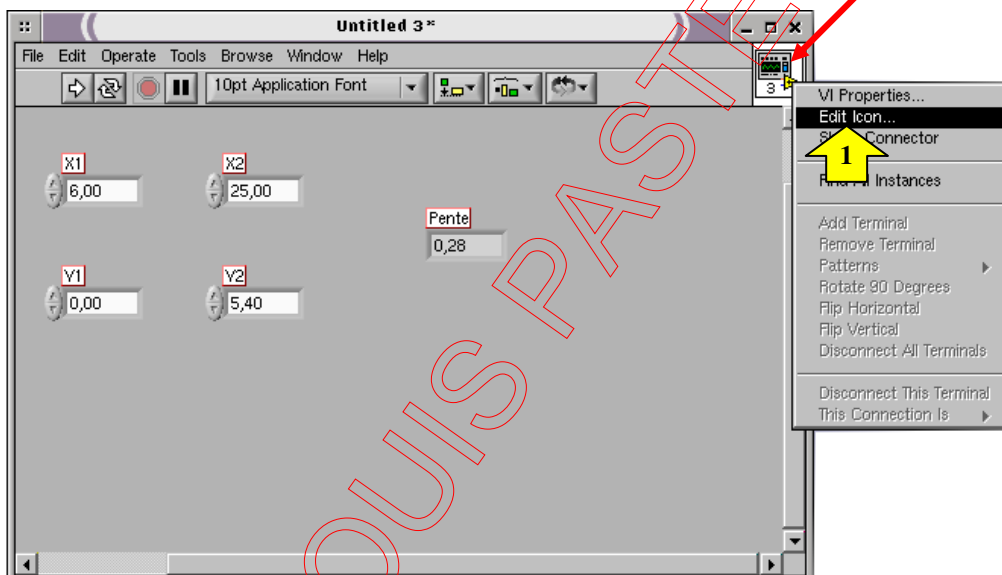 Untitled 3*
File Edit Operate Tools Browse Window Help
10pt Application Font
3
X1
6,00
X2
25,00
Pente
0,28
Y1
0,00
Y2
5,40
VI Properties...
Edit Icon...
Connector
1
Instances
Add Terminal
Remove Terminal
Patterns
Rotate 90 Degrees
Flip Horizontal
Flip Vertical
Disconnect All Terminals
Disconnect This Terminal
This Connection Is
OUIS PASTE